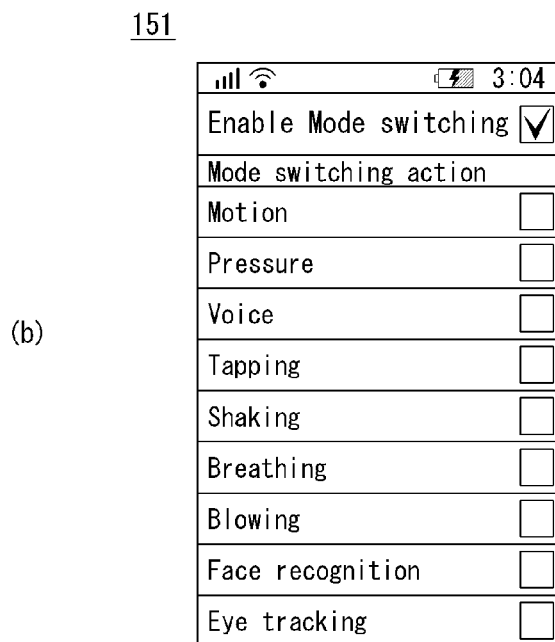 151
3:04
Enable Mode switching
Mode switching action
Motion
Pressure
(b)
Voice
Tapping
Shaking
Breathing
Blowing
Face recognition
Eye tracking